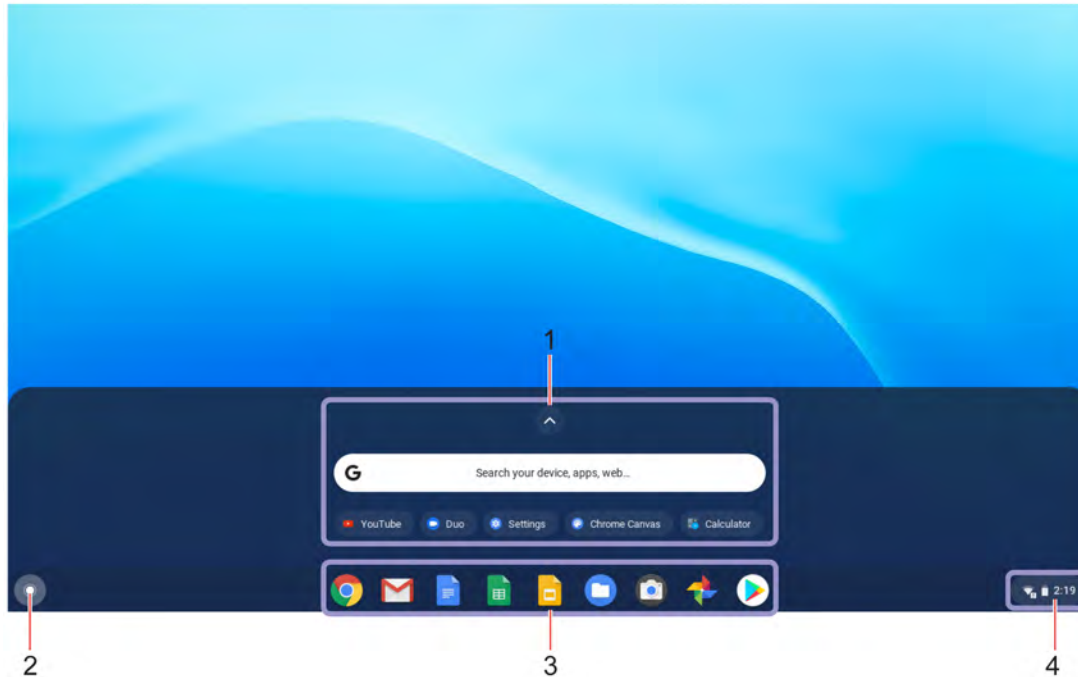 1
G
Search your device, apps, web...
YouTube
Duo
Settings
Chrome Canvas
Calculator
2:19
2
3
4